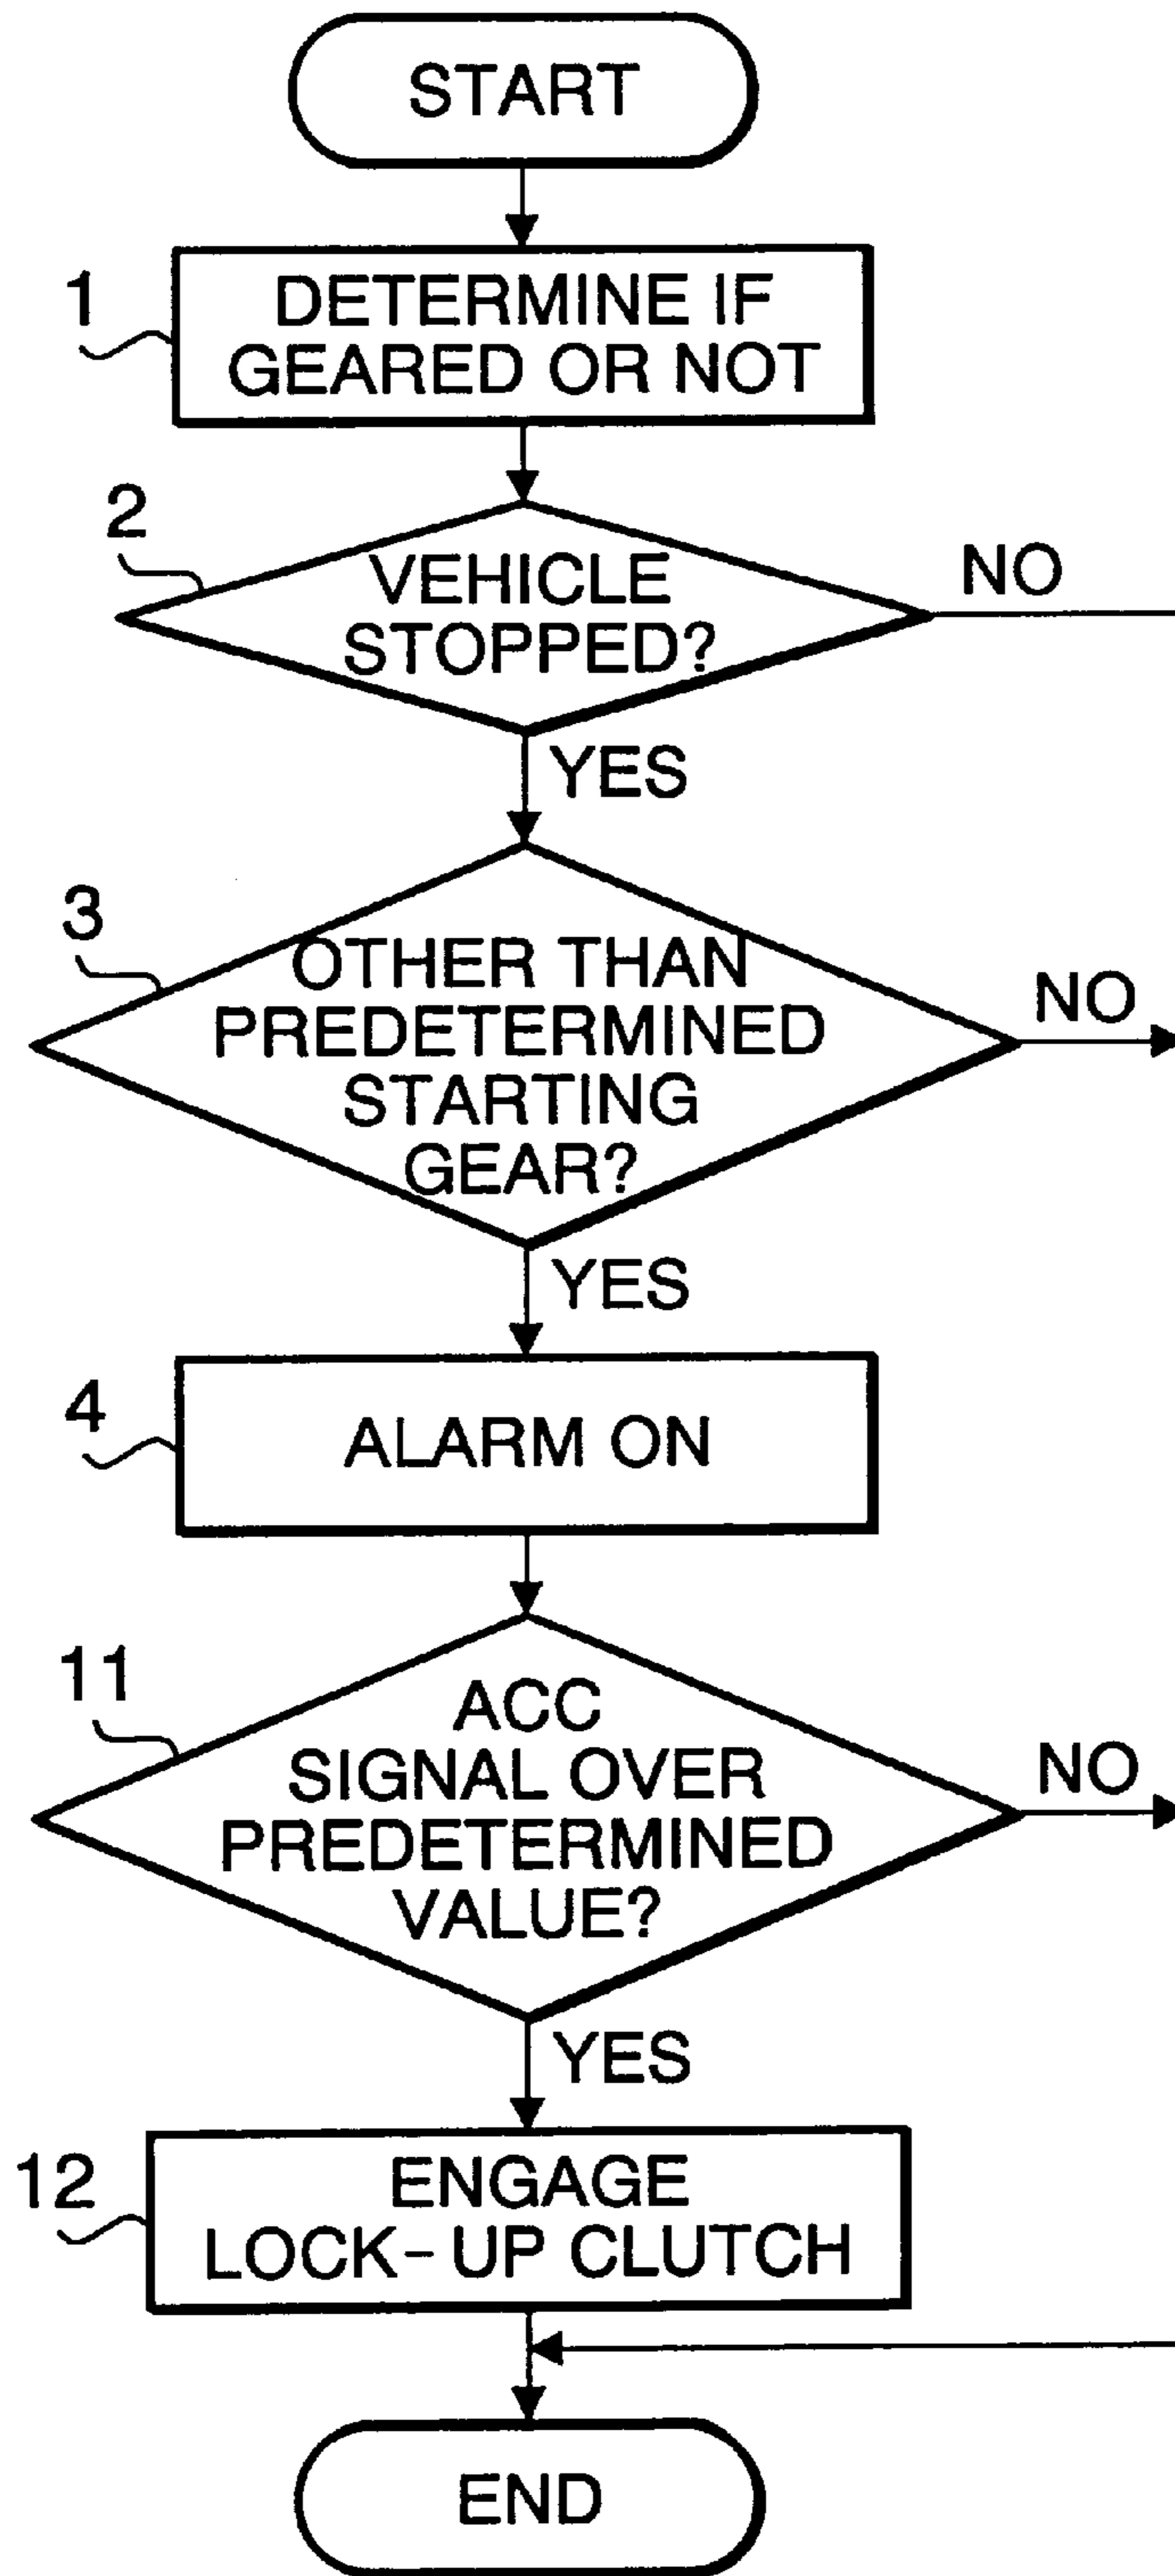 START
1
DETERMINE IF
GEARED OR NOT
2
VEHICLE
STOPPED?
NO
YES
3
OTHER THAN
PREDETERMINED
STARTING
GEAR?
NO
YES
4
ALARM ON
11
ACC
SIGNAL OVER
PREDETERMINED
VALUE?
NO
YES
12
ENGAGE
LOCK-UP CLUTCH
END